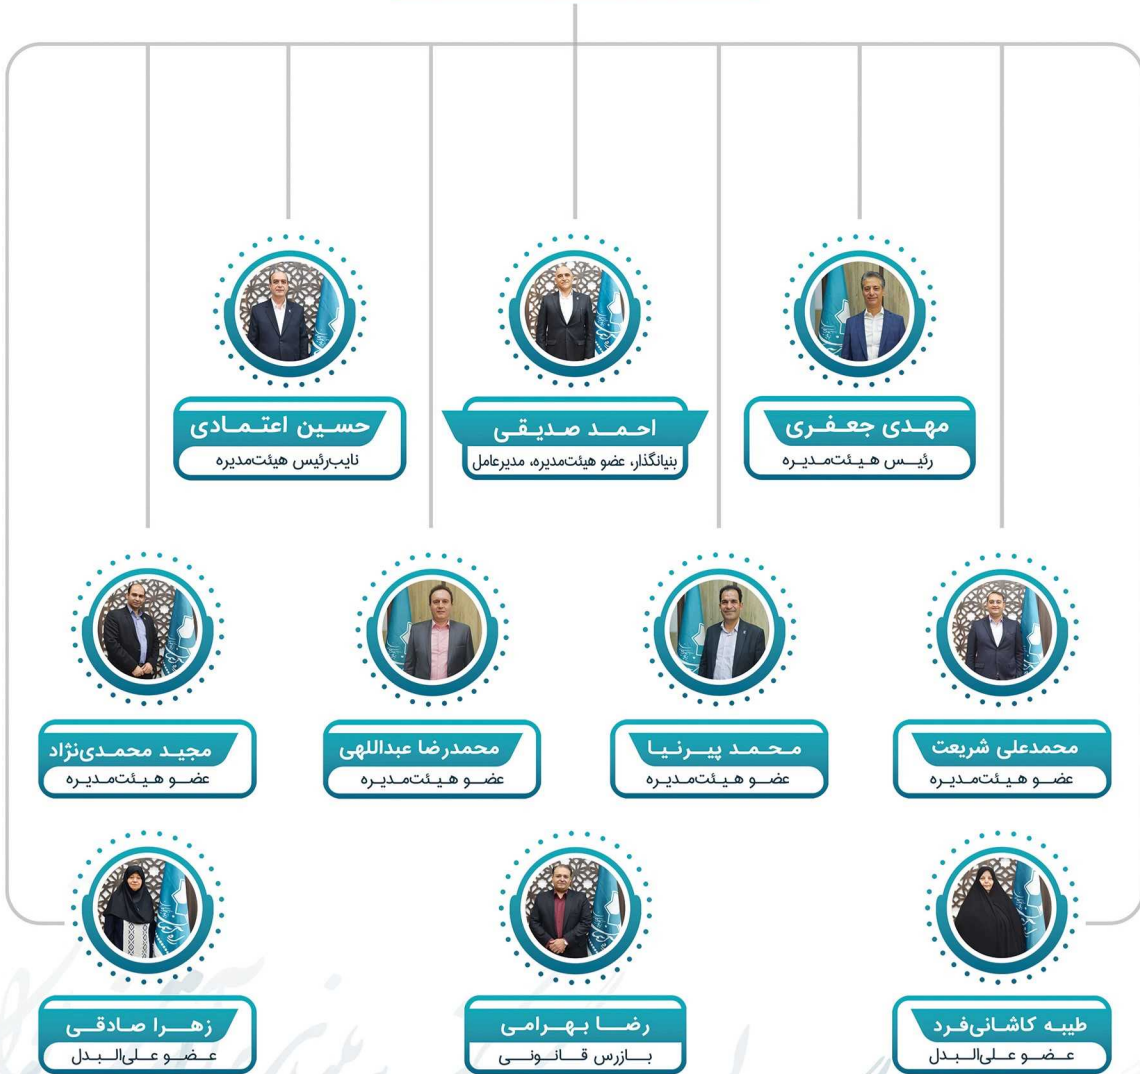 مهدی جعفری
رئیس هیئت‌مدیره
احمد صدیقی
بنیانگذار، عضو هیئت‌مدیره، مدیرعامل
حسین اعتمادی
نایب‌رئیس هیئت‌مدیره
محمدعلی شریعت
عضو هیئت‌مدیره
محمد پیرنیا
عضو هیئت‌مدیره
محمدرضا عبداللهی
عضو هیئت‌مدیره
مجید محمدی‌نژاد
عضو هیئت‌مدیره
طیبه کاشانی‌فرد
عضو علی‌البدل
رضا بهرامی
بازرس قانونی
زهرا صادقی
عضو علی‌البدل